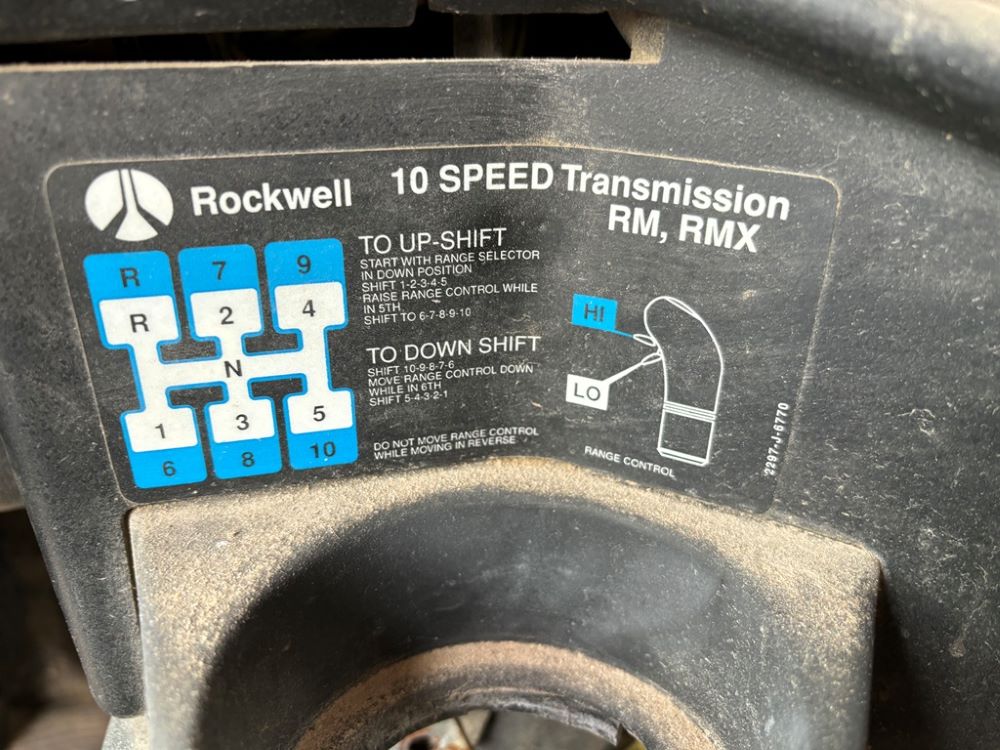 Rockwell 10 SPEED Transmission
RM, RMX
R 7 9
R 2 4
N
1 3 5
6 8 10
TO UP-SHIFT
START WITH RANGE SELECTOR
IN DOWN POSITION
SHIFT 1-2-3-4-5
RAISE RANGE CONTROL WHILE
IN 5TH
SHIFT TO 6-7-8-9-10
TO DOWN SHIFT
SHIFT 10-9-8-7-6
MOVE RANGE CONTROL DOWN
WHILE IN 6TH
SHIFT 5-4-3-2-1
DO NOT MOVE RANGE CONTROL
WHILE MOVING IN REVERSE
HI
LO
RANGE CONTROL
2297-J-6770